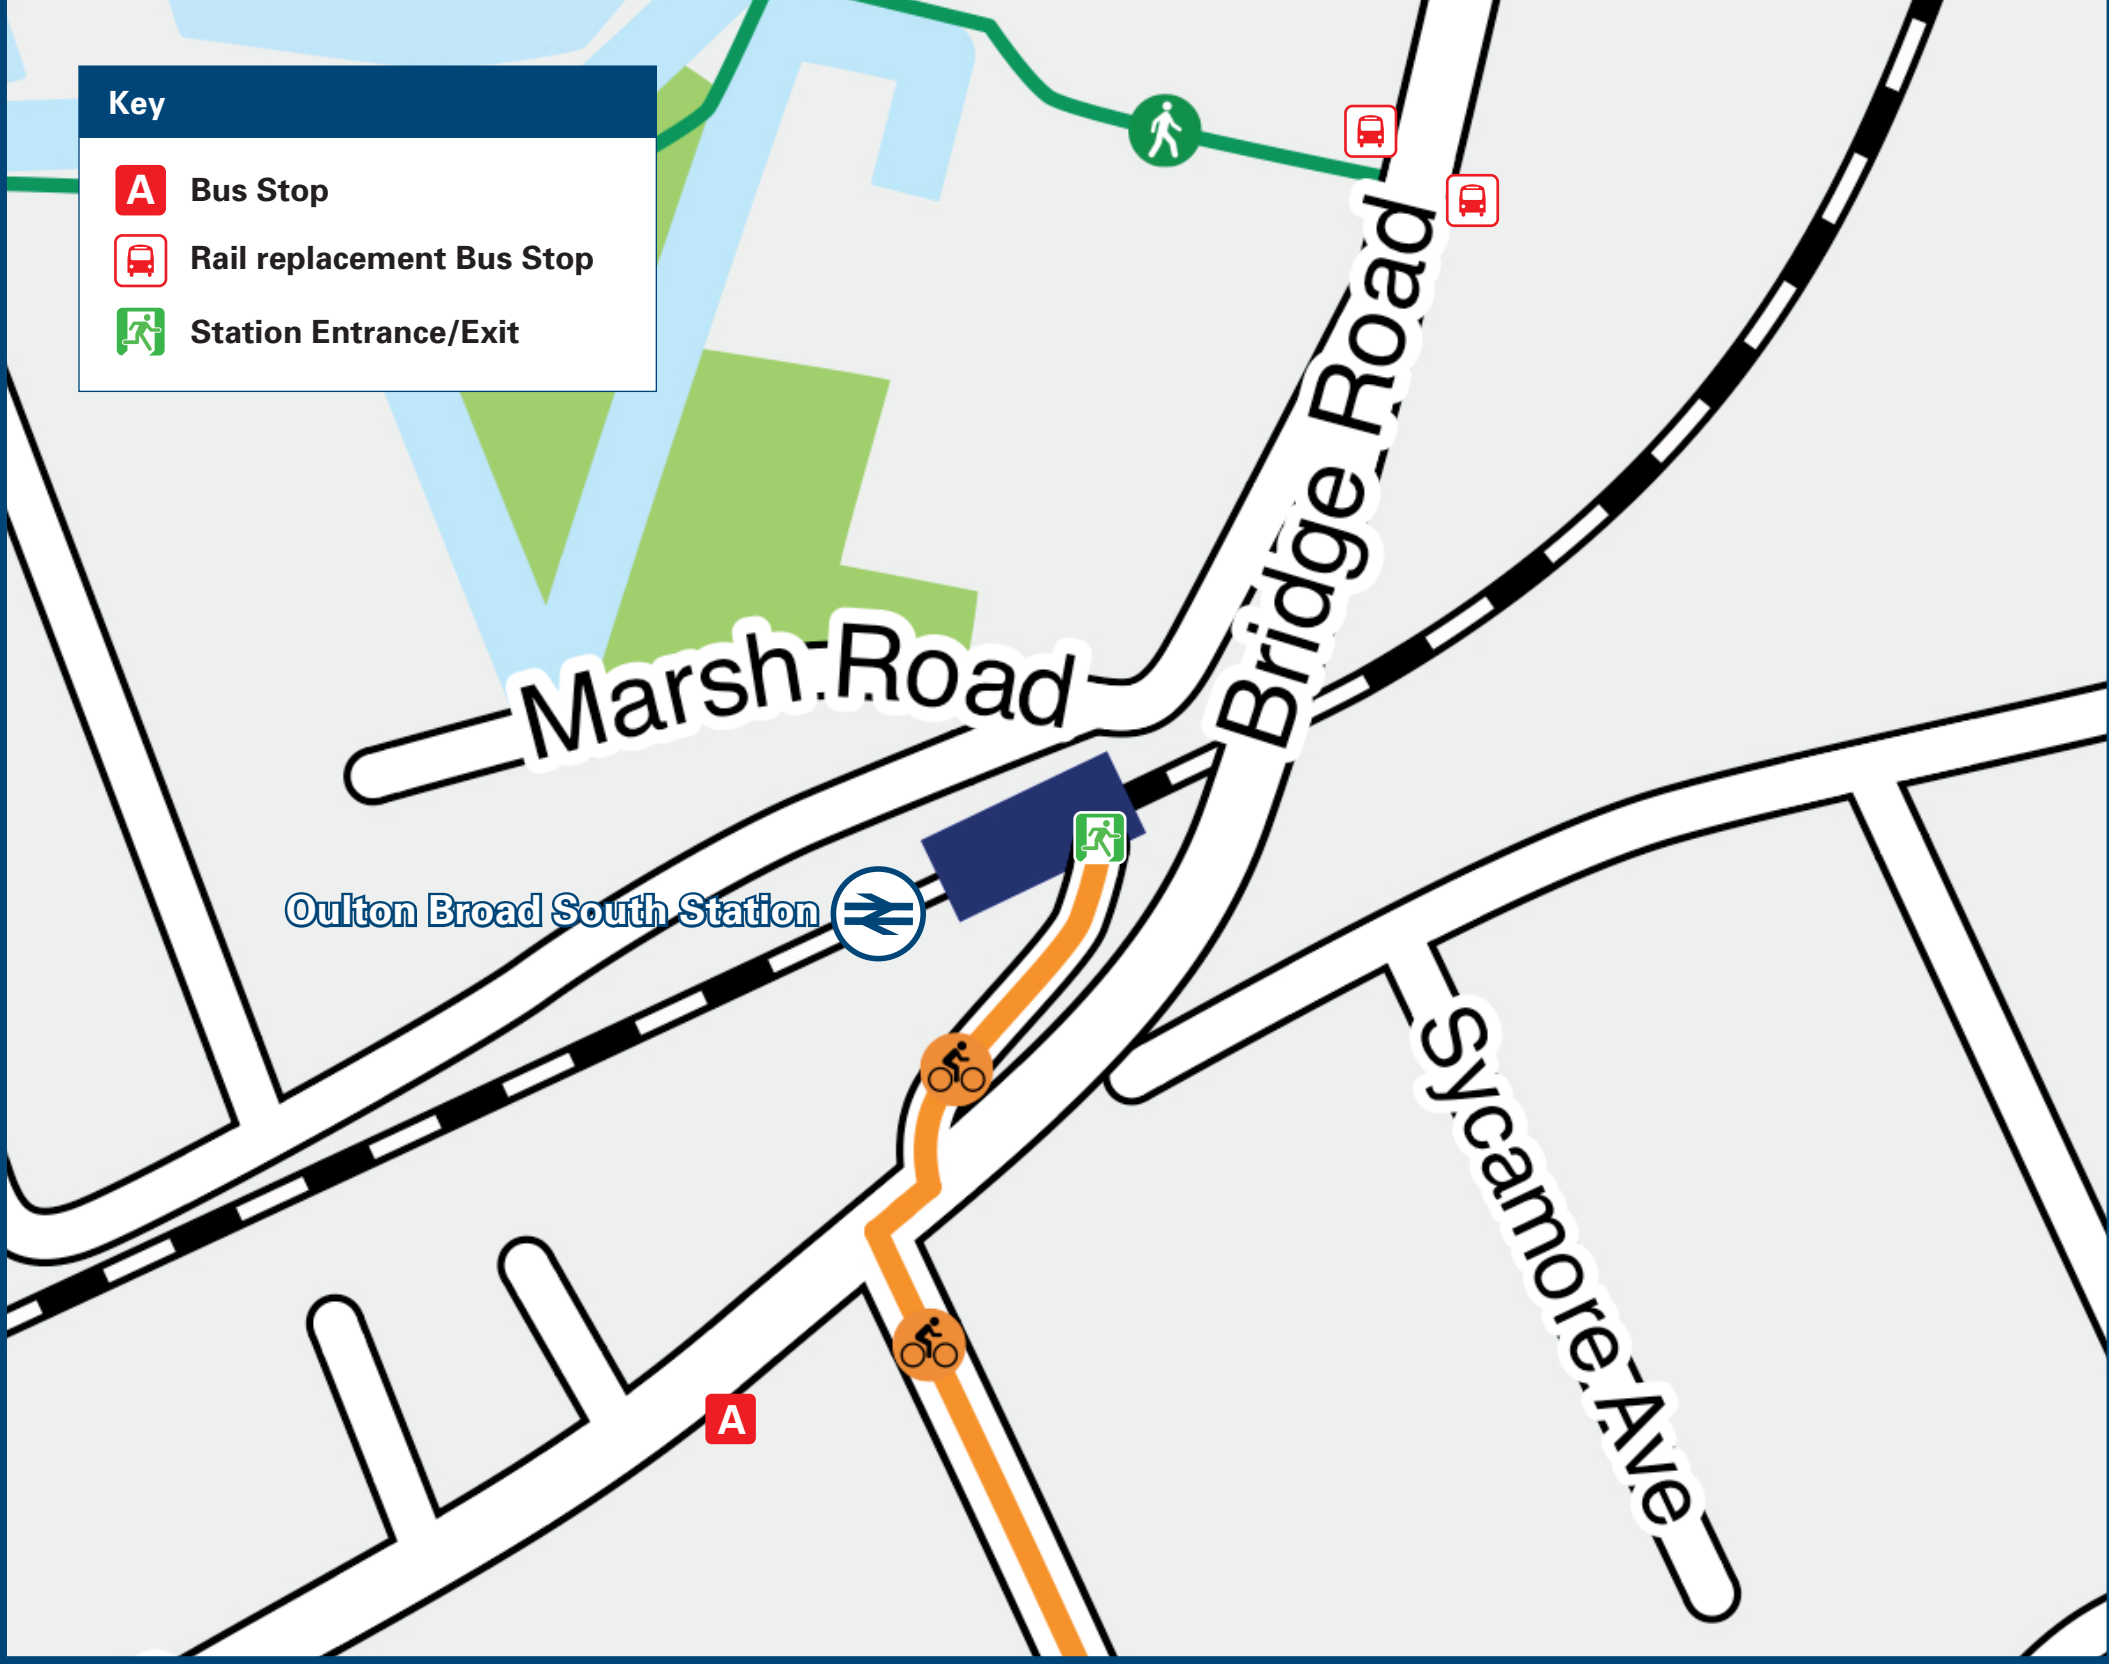 Key
A Bus Stop
Rail replacement Bus Stop
Station Entrance/Exit
Bridge Road
Marsh Road
Oulton Broad South Station
Sycamore Ave
A